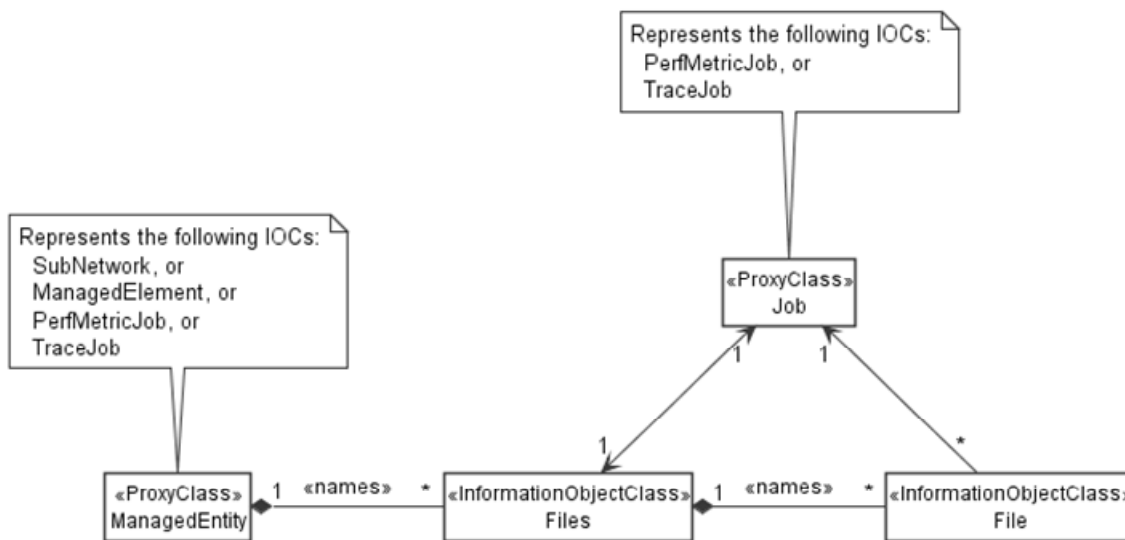 Represents the following IOCs:
PerfMetricJob, or
TraceJob
Represents the following IOCs:
SubNetwork, or
ManagedElement, or
PerfMetricJob, or
TraceJob
«ProxyClass»
Job
1
1
1
*
«ProxyClass»
ManagedEntity
1
«names»
*
«InformationObjectClass»
Files
1
«names»
*
«InformationObjectClass»
File